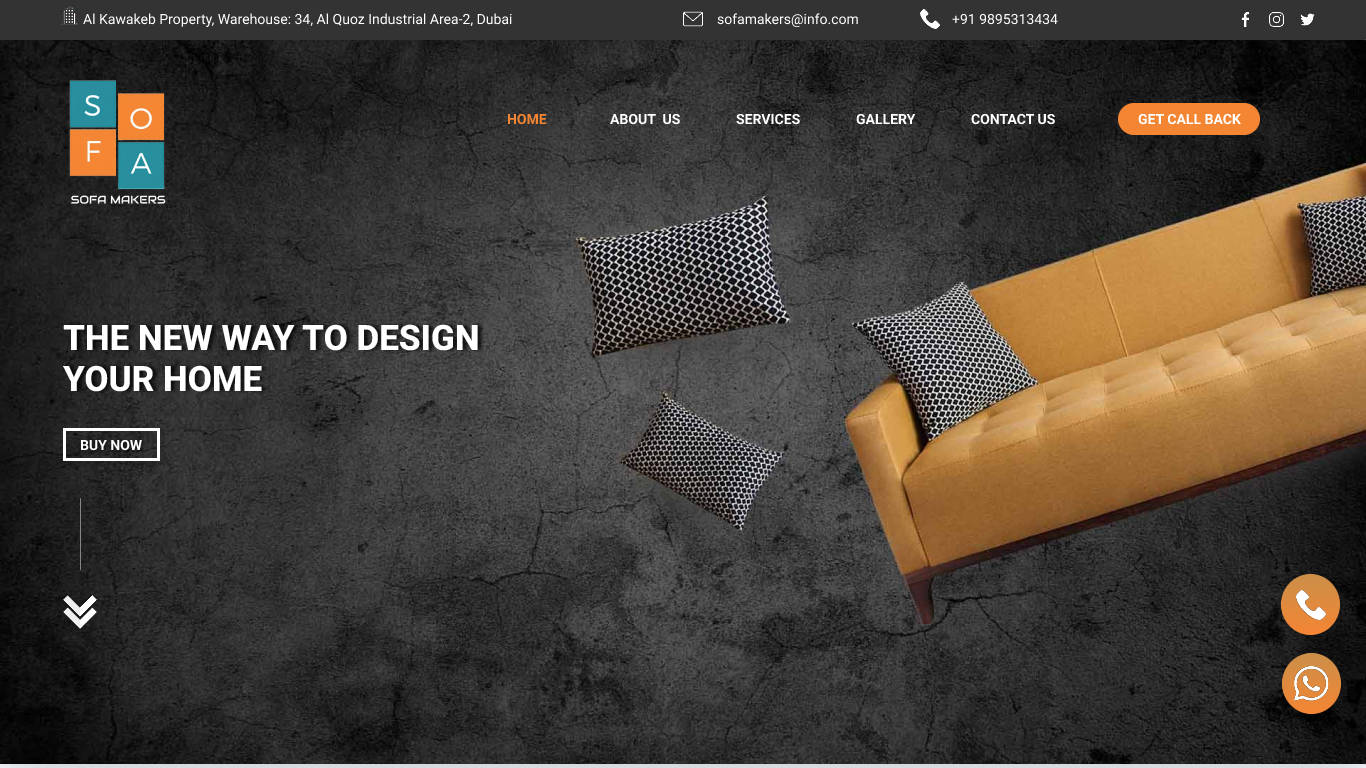 Al Kawakeb Property, Warehouse: 34, Al Quoz Industrial Area-2, Dubai
sofamakers@info.com
+91 9895313434
S
O
F
A
SOFA MAKERS
HOME
ABOUT US
SERVICES
GALLERY
CONTACT US
GET CALL BACK
THE NEW WAY TO DESIGN
YOUR HOME
BUY NOW